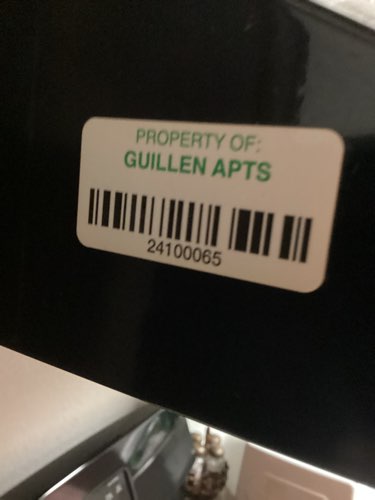 PROPERTY OF:
GUILLEN APTS
24100065